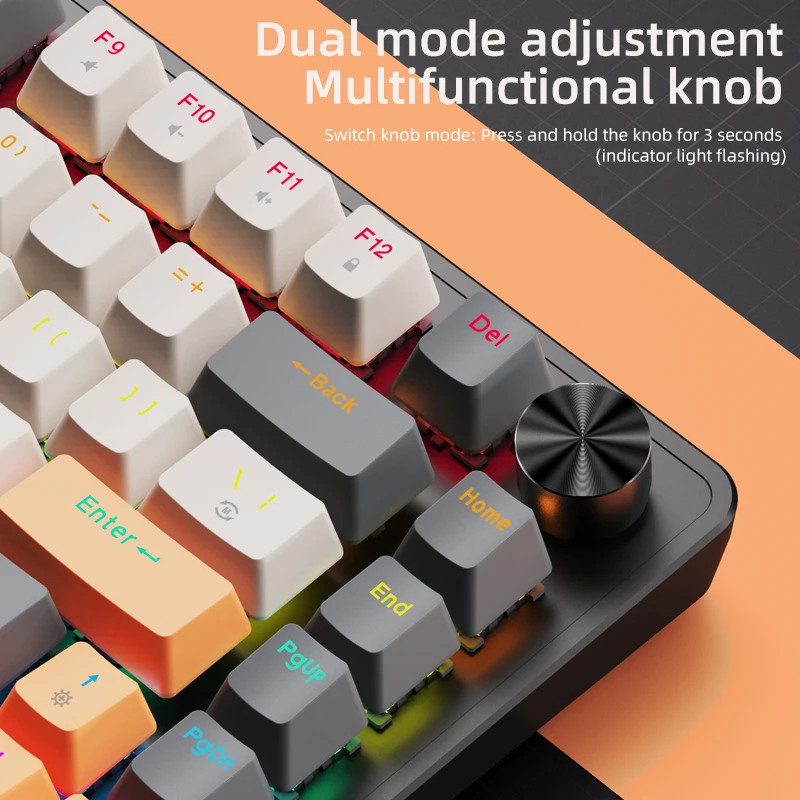 Dual mode adjustment
Multifunctional knob
Switch knob mode: Press and hold the knob for 3 seconds
(indicator light flashing)
F9
F10
F11
F12
Del
0 )
- -
= +
←Back
[ {
} ]
\ |
M
Home
Enter↵
End
↑
PgUp
PgDn